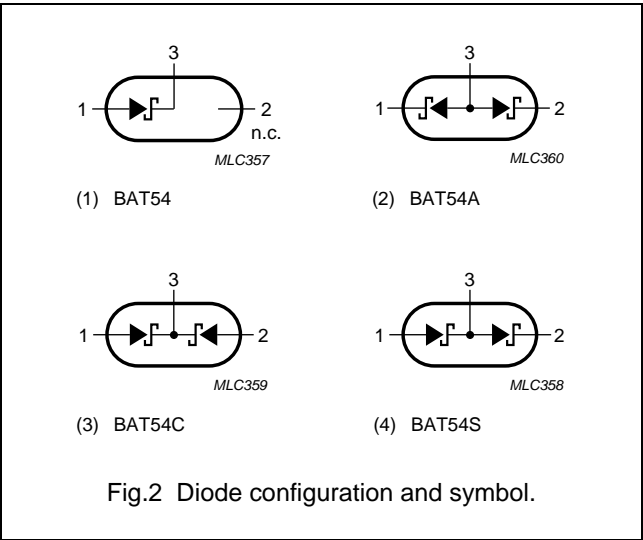 3
1
2
n.c.
MLC357
(1) BAT54
3
1
2
MLC360
(2) BAT54A
3
1
2
MLC359
(3) BAT54C
3
1
2
MLC358
(4) BAT54S
Fig.2 Diode configuration and symbol.